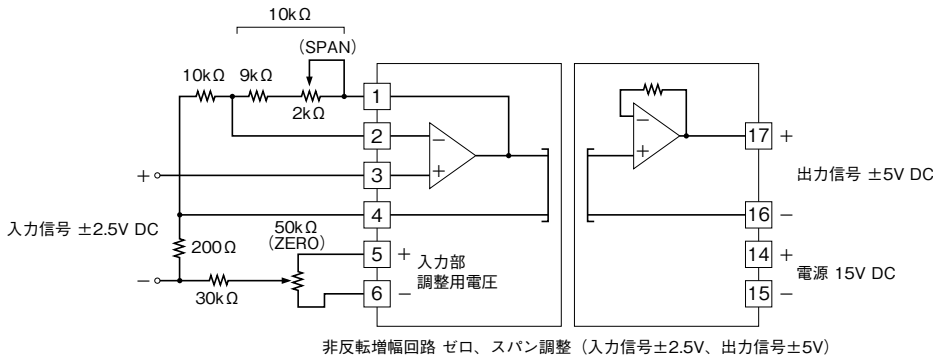 10kΩ
(SPAN)
10kΩ 9kΩ
2kΩ
1
2
−
+
3
+
4
入力信号 ±2.5V DC
200Ω
50kΩ
(ZERO)
5
+
入力部
調整用電圧
6
−
−
30kΩ
−
+
17
+
出力信号 ±5V DC
16
−
14
+
電源 15V DC
15
−
非反転増幅回路 ゼロ、スパン調整（入力信号±2.5V、出力信号±5V）